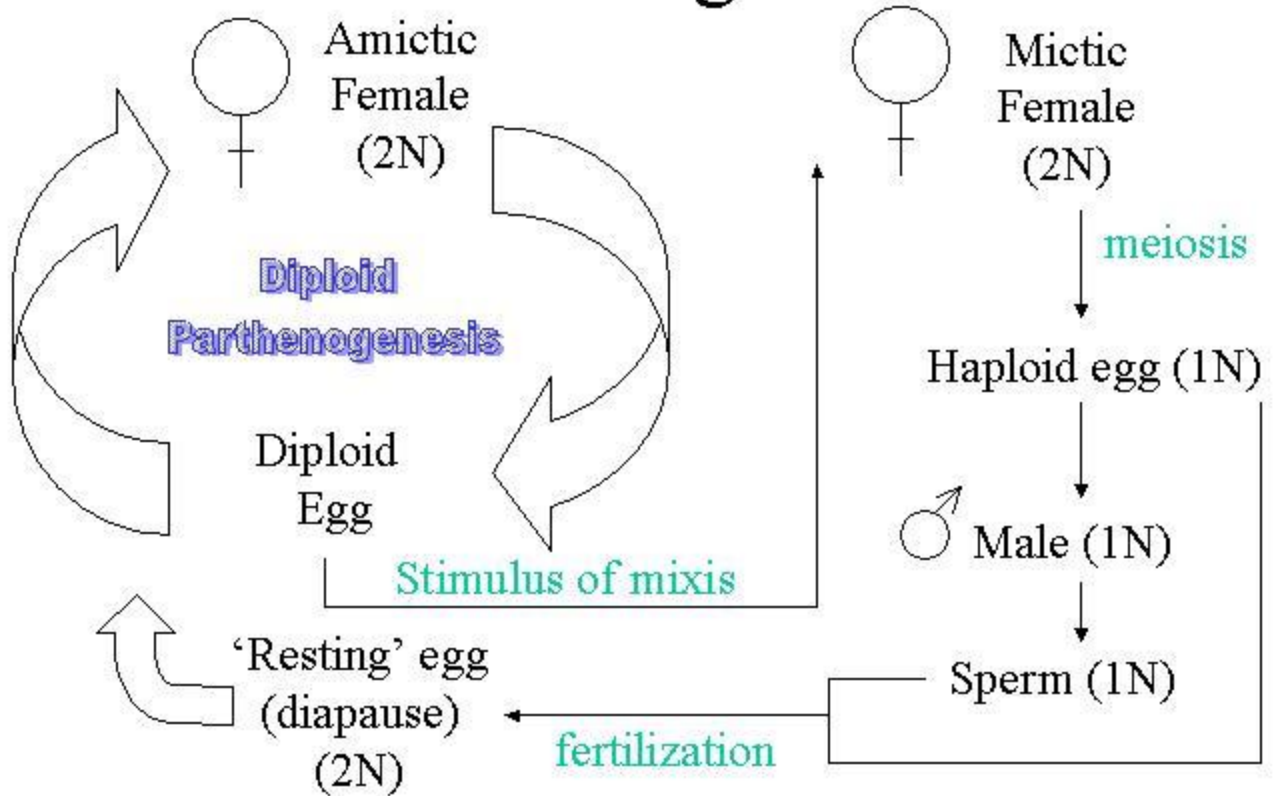 Amictic
Female
(2N)
Mictic
Female
(2N)
meiosis
Diploid
Parthenogenesis
Haploid egg (1N)
Diploid
Egg
Male (1N)
Stimulus of mixis
'Resting' egg
(diapause)
(2N)
Sperm (1N)
fertilization